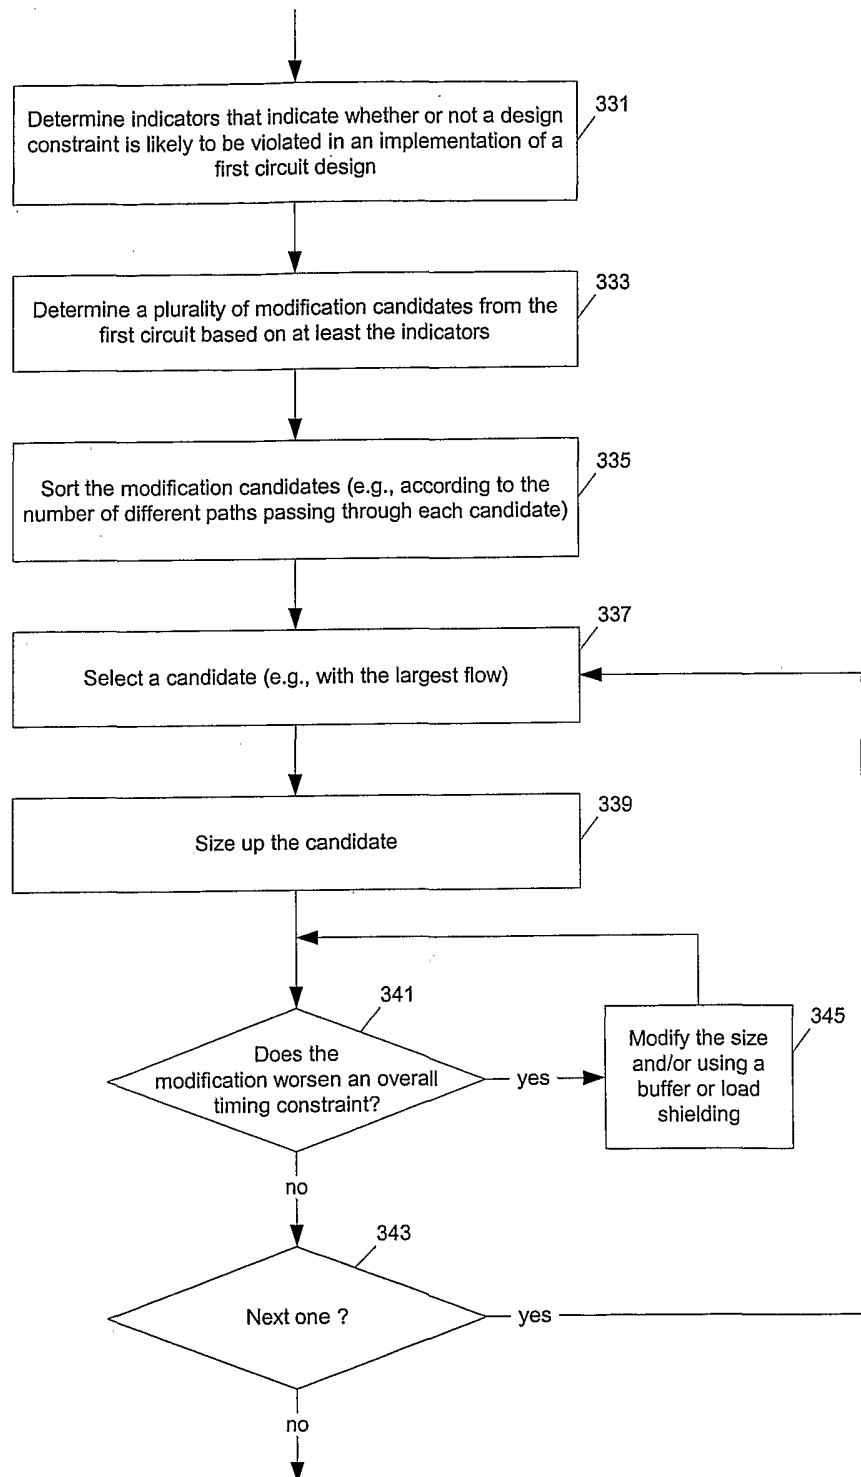 331
Determine indicators that indicate whether or not a design
constraint is likely to be violated in an implementation of a
first circuit design
333
Determine a plurality of modification candidates from the
first circuit based on at least the indicators
335
Sort the modification candidates (e.g., according to the
number of different paths passing through each candidate)
337
Select a candidate (e.g., with the largest flow)
339
Size up the candidate
341
Does the
modification worsen an overall
timing constraint?
yes
345
Modify the size
and/or using a
buffer or load
shielding
no
343
Next one ?
yes
no